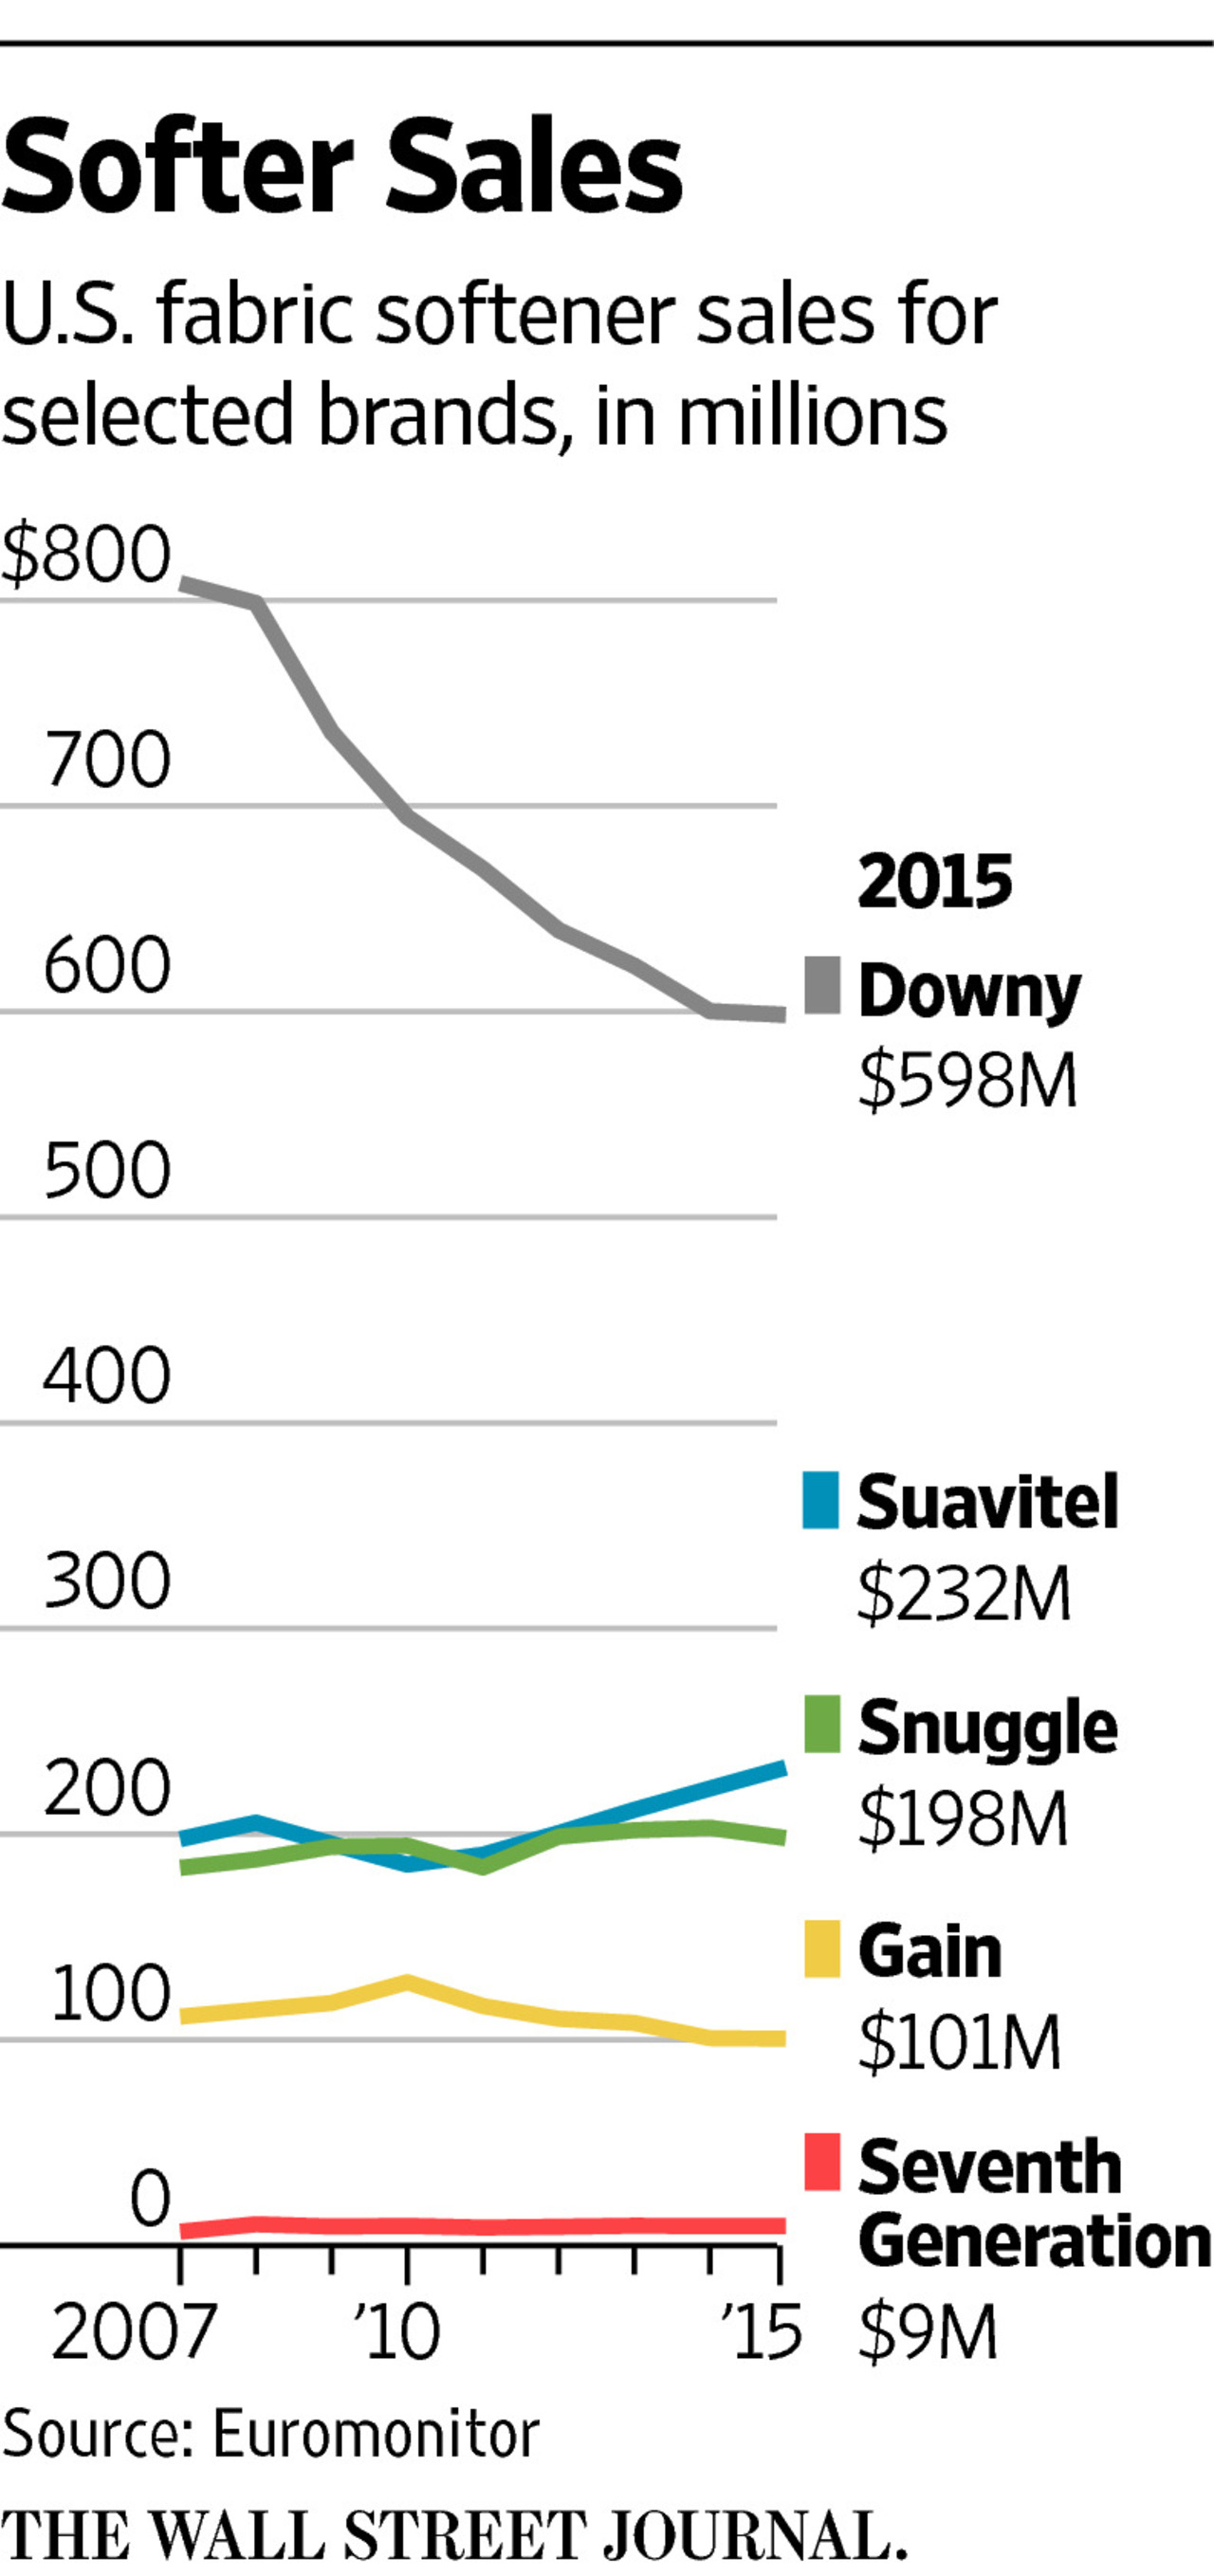 Softer Sales
U.S. fabric softener sales for
selected brands, in millions
$800
700
600
500
400
300
200
100
0
2007 ’10 ’15
2015
Downy
$598M
Suavitel
$232M
Snuggle
$198M
Gain
$101M
Seventh
Generation
$9M
Source: Euromonitor
THE WALL STREET JOURNAL.